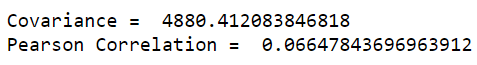 Covariance =  4880.412083846818
Pearson Correlation =  0.06647843696963912